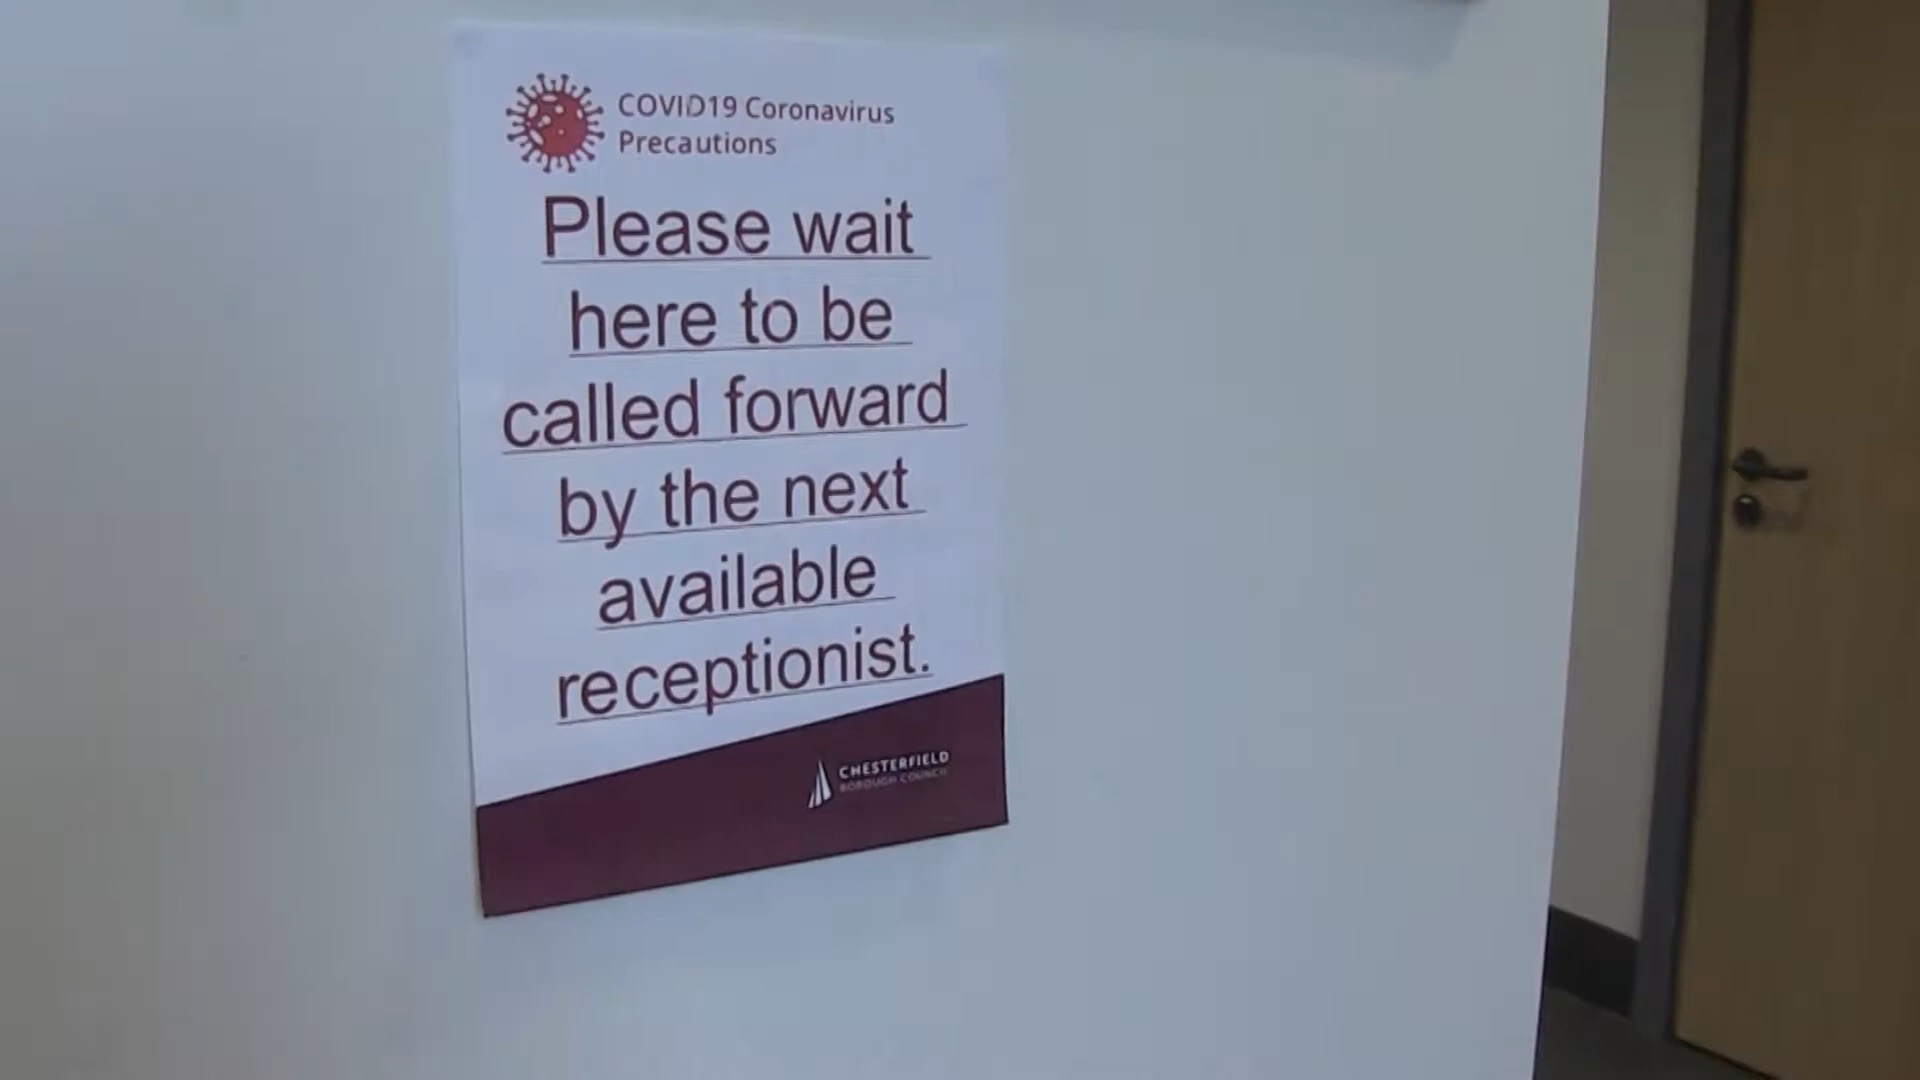 COVID19 Coronavirus
Precautions
Please wait
here to be
called forward
by the next
available
receptionist.
CHESTERFIELD
BOROUGH COUNCIL